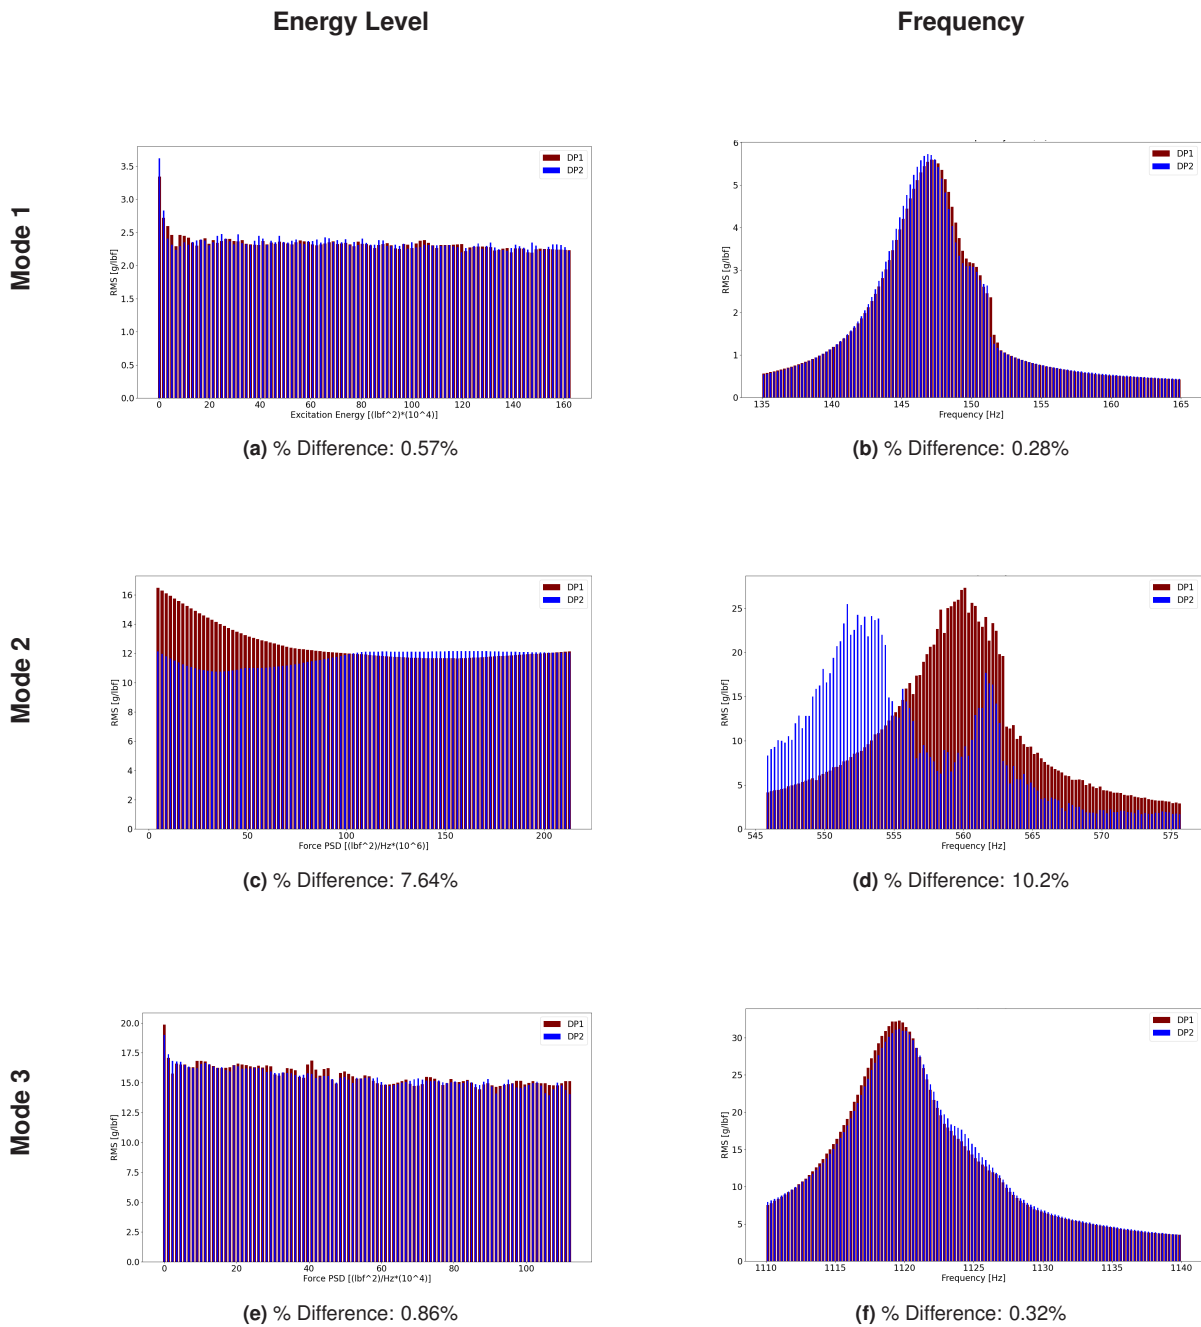 Energy Level
Frequency
Mode 1
RMS [g/lbf]
3.5
3.0
2.5
2.0
1.5
1.0
0.5
0.0
0 20 40 60 80 100 120 140 160
Excitation Energy [(lbf^2)*(10^4)]
DP1
DP2
(a) % Difference: 0.57%
RMS [g/lbf]
6
5
4
3
2
1
0
135 140 145 150 155 160 165
Frequency [Hz]
DP1
DP2
(b) % Difference: 0.28%
Mode 2
RMS [g/lbf]
16
14
12
10
8
6
4
2
0
0 50 100 150 200
Force PSD [(lbf^2)/Hz*(10^6)]
DP1
DP2
(c) % Difference: 7.64%
RMS [g/lbf]
25
20
15
10
5
0
545 550 555 560 565 570 575
Frequency [Hz]
DP1
DP2
(d) % Difference: 10.2%
Mode 3
RMS [g/lbf]
20.0
17.5
15.0
12.5
10.0
7.5
5.0
2.5
0.0
0 20 40 60 80 100
Force PSD [(lbf^2)/Hz*(10^4)]
DP1
DP2
(e) % Difference: 0.86%
RMS [g/lbf]
30
25
20
15
10
5
0
1110 1115 1120 1125 1130 1135 1140
Frequency [Hz]
DP1
DP2
(f) % Difference: 0.32%